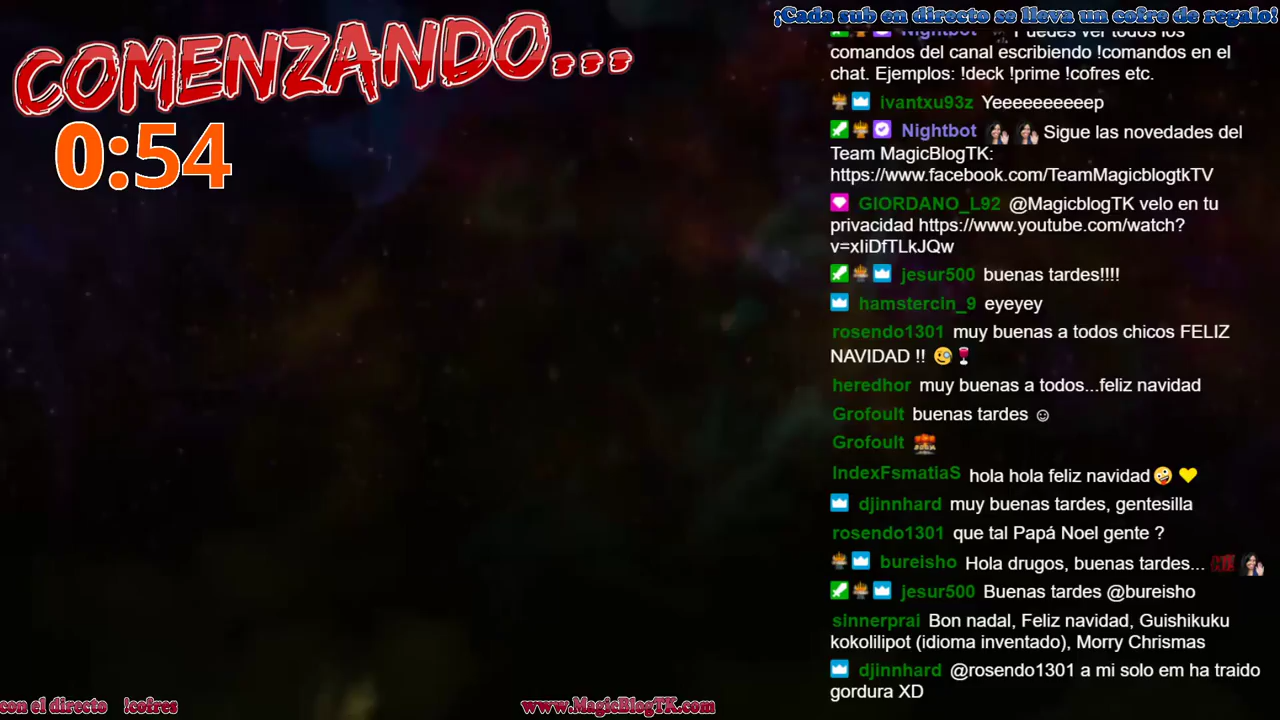 COMENZANDO...
0:54
¡Cada sub en directo se lleva un cofre de regalo!
Nightbot Puedes ver todos los
comandos del canal escribiendo !comandos en el
chat. Ejemplos: !deck !prime !cofres etc.
ivantxu93z Yeeeeeeeeeep
Nightbot Sigue las novedades del
Team MagicBlogTK:
https://www.facebook.com/TeamMagicblogtkTV
GIORDANO_L92 @MagicblogTK velo en tu
privacidad https://www.youtube.com/watch?
v=xIiDfTLkJQw
jesur500 buenas tardes!!!!
hamstercin_9 eyeyey
rosendo1301 muy buenas a todos chicos FELIZ
NAVIDAD !! 🧐🍷
heredhor muy buenas a todos...feliz navidad
Grofoult buenas tardes ☺
Grofoult
IndexFsmatiaS hola hola feliz navidad🤪 💛
djinnhard muy buenas tardes, gentesilla
rosendo1301 que tal Papá Noel gente ?
bureisho Hola drugos, buenas tardes...
jesur500 Buenas tardes @bureisho
sinnerprai Bon nadal, Feliz navidad, Guishikuku
kokolilipot (idioma inventado), Morry Chrismas
djinnhard @rosendo1301 a mi solo em ha traido
gordura XD
con el directo !cofres
www.MagicBlogTK.com